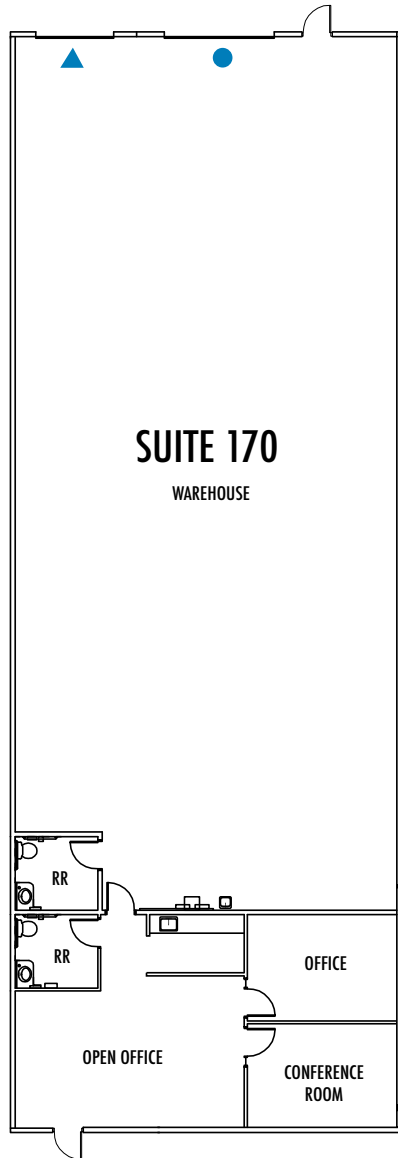 SUITE 170
WAREHOUSE
RR
RR
OFFICE
OPEN OFFICE
CONFERENCE
ROOM